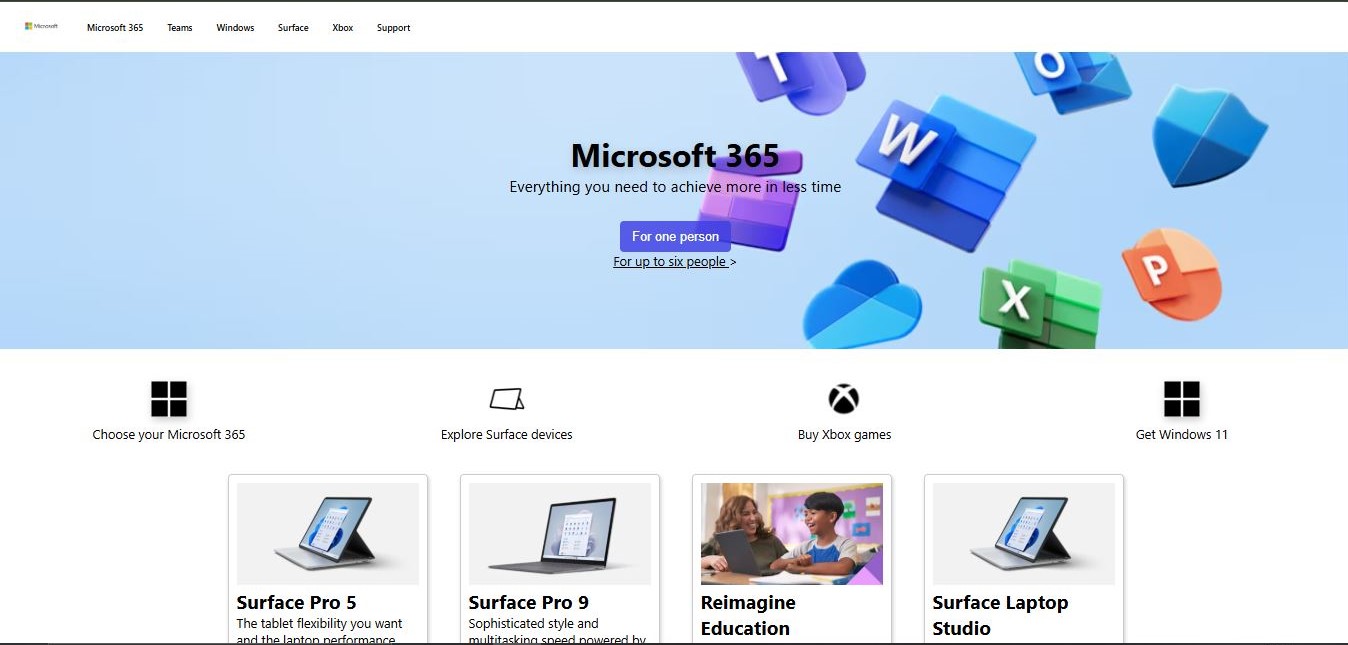 Microsoft
Microsoft 365
Teams
Windows
Surface
Xbox
Support
T
O
W
Microsoft 365
Everything you need to achieve more in less time
For one person
For up to six people >
P
X
Choose your Microsoft 365
Explore Surface devices
Buy Xbox games
Get Windows 11
Surface Pro 5
The tablet flexibility you want
and the laptop performance
Surface Pro 9
Sophisticated style and
multitasking speed powered by
Reimagine
Education
Surface Laptop
Studio